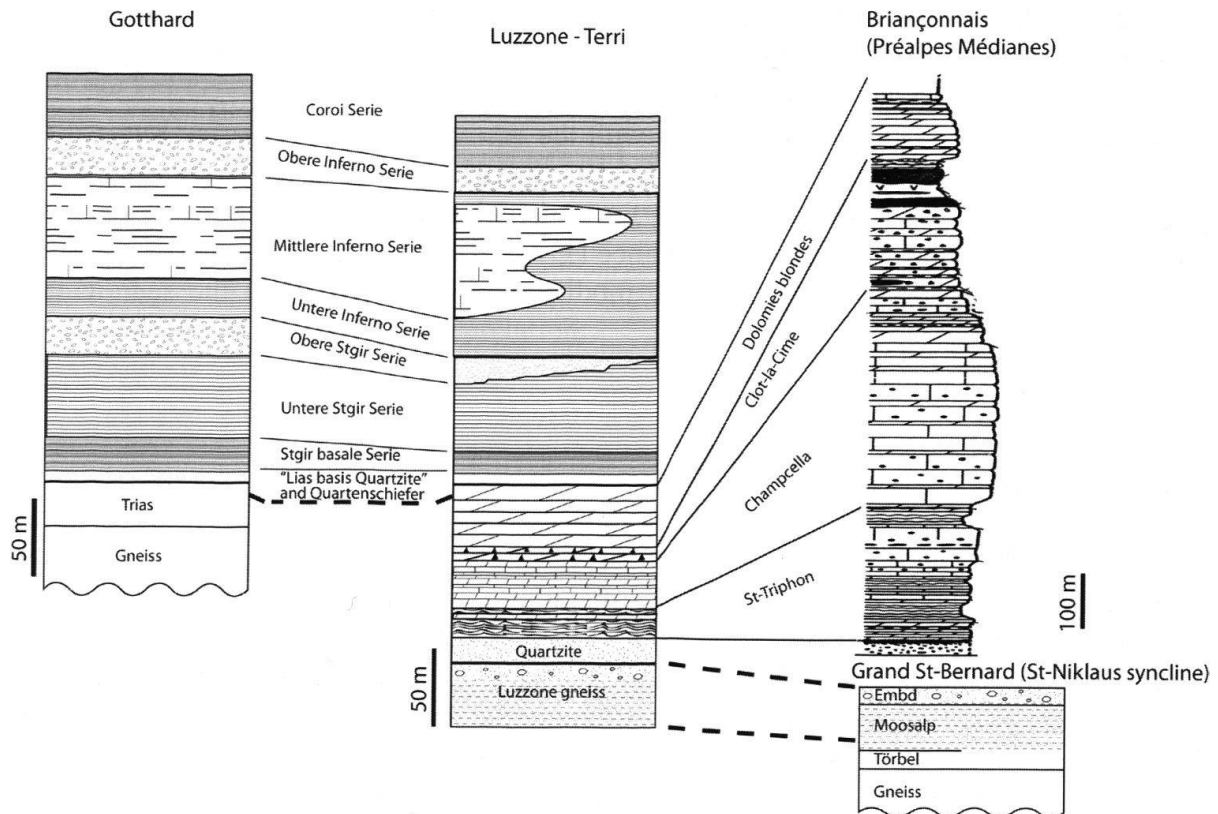 Gotthard
Luzzone - Terri
Briançonnais
(Préalpes Médianes)
Coroi Serie
Obere Inferno Serie
Mittlere Inferno Serie
Untere Inferno Serie
Obere Stgir Serie
Untere Stgir Serie
Stgir basale Serie
"Lias basis Quartzite"
and Quartenschiefer
Trias
Gneiss
50 m
Dolomies blondes
Clot-la-Cime
Champcella
St-Triphon
Quartzite
Luzzone gneiss
50 m
100 m
Grand St-Bernard (St-Niklaus syncline)
Embd
Moosalp
Törbel
Gneiss